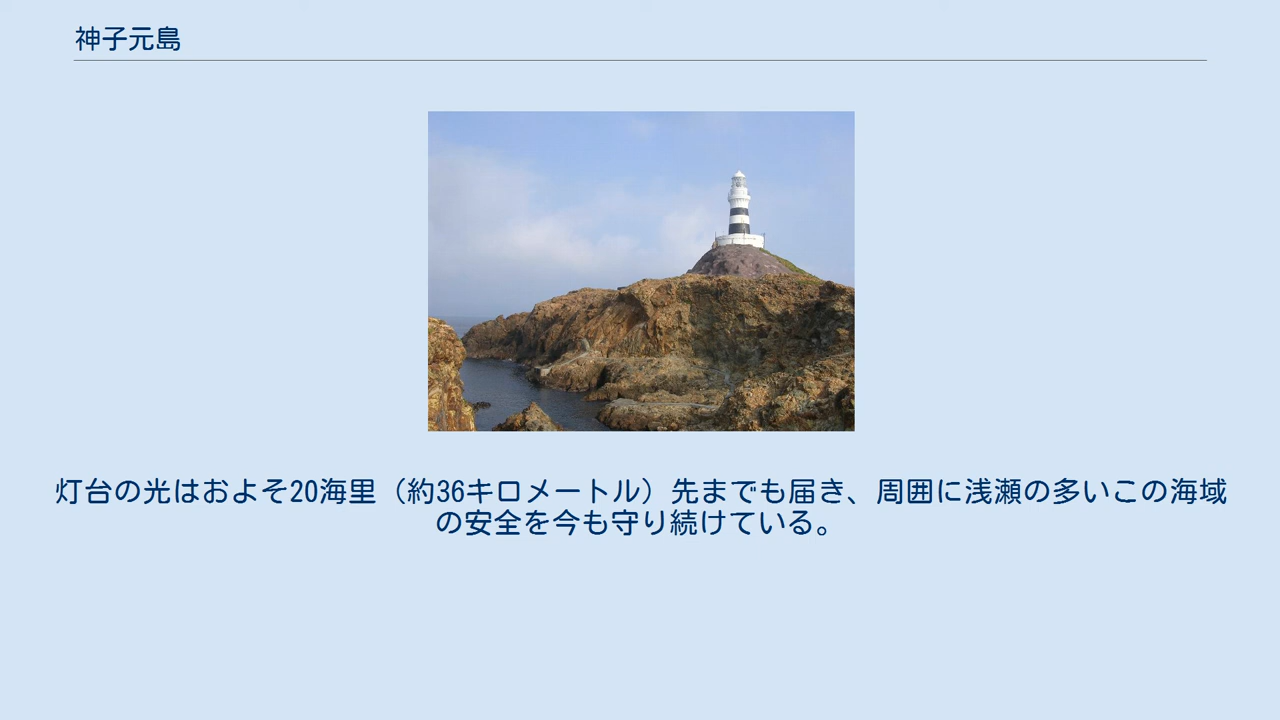 神子元島
灯台の光はおよそ20海里（約36キロメートル）先までも届き、周囲に浅瀬の多いこの海域
の安全を今も守り続けている。